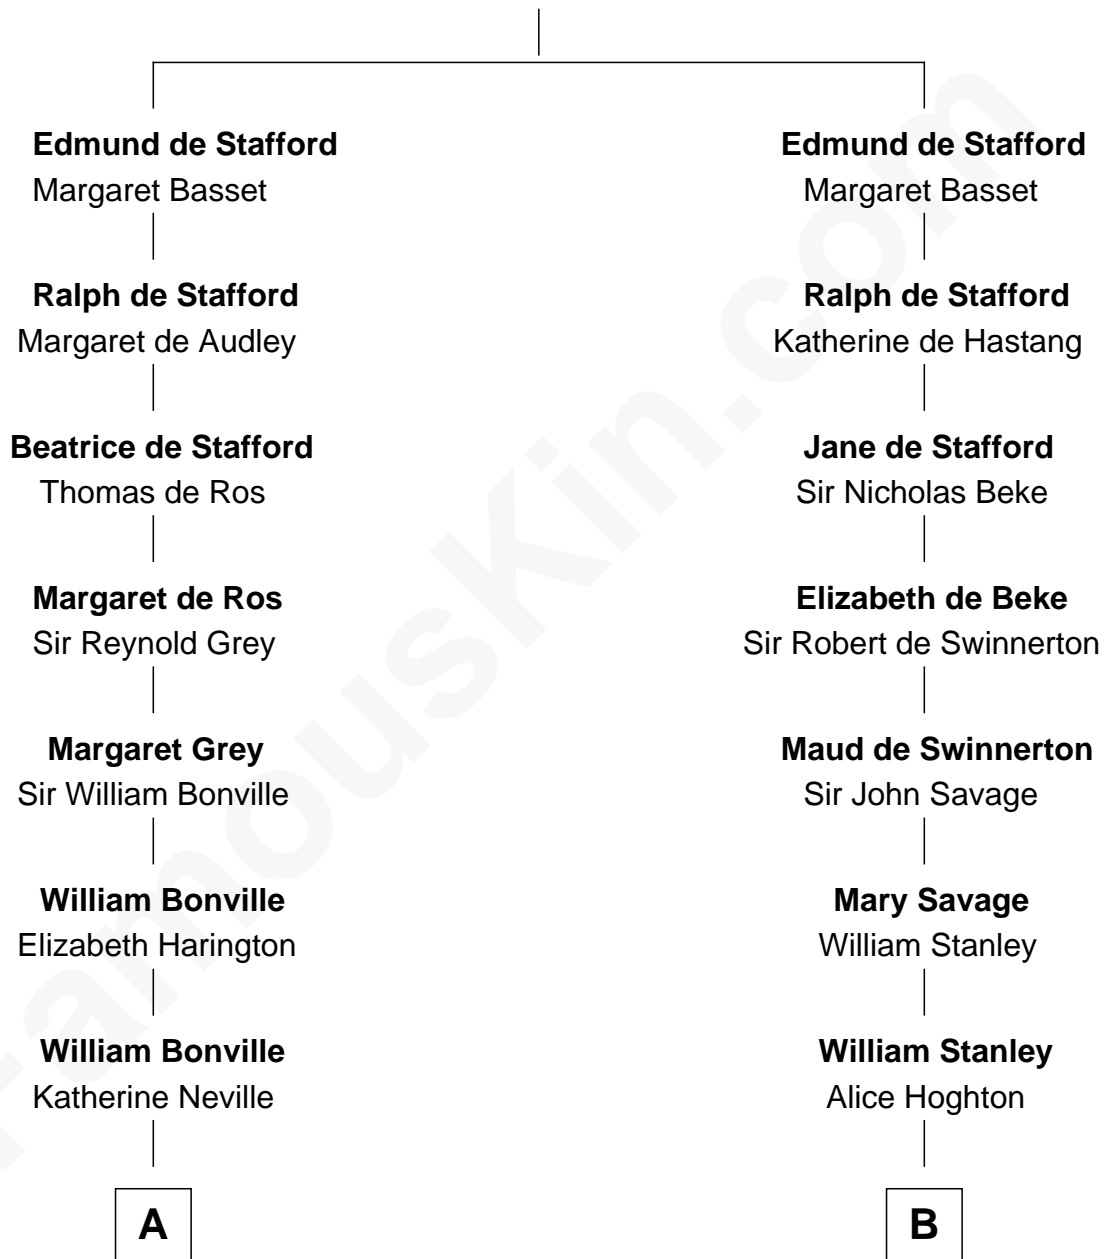 Edmund de Stafford
Margaret Basset
Ralph de Stafford
Margaret de Audley
Beatrice de Stafford
Thomas de Ros
Margaret de Ros
Sir Reynold Grey
Margaret Grey
Sir William Bonville
William Bonville
Elizabeth Harington
William Bonville
Katherine Neville
A
Edmund de Stafford
Margaret Basset
Ralph de Stafford
Katherine de Hastang
Jane de Stafford
Sir Nicholas Beke
Elizabeth de Beke
Sir Robert de Swinnerton
Maud de Swinnerton
Sir John Savage
Mary Savage
William Stanley
William Stanley
Alice Hoghton
B
FamousKin.com